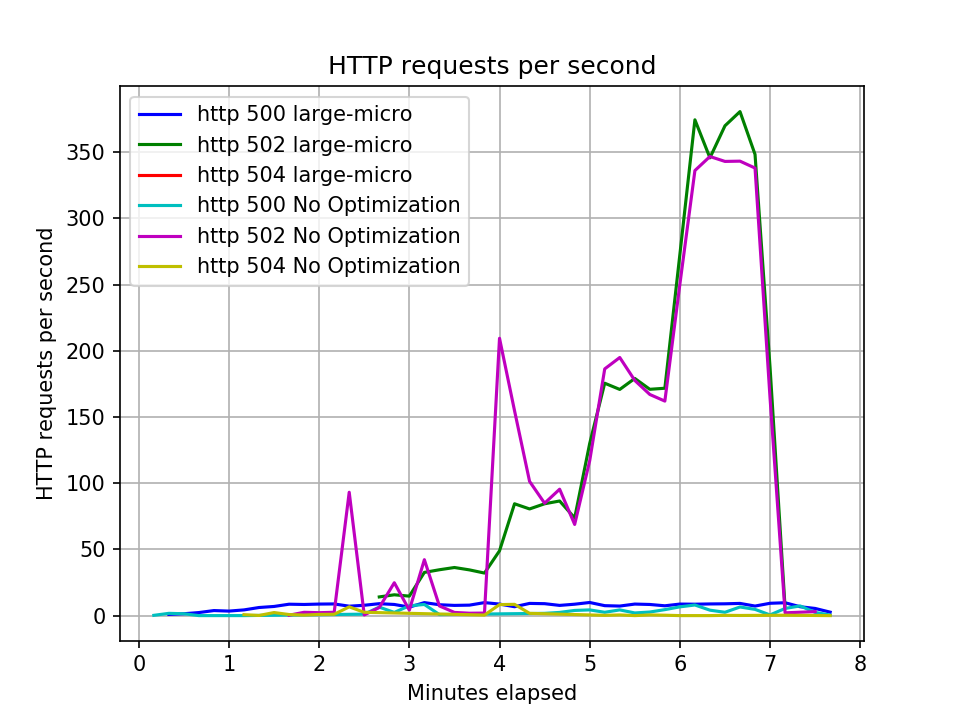 HTTP requests per second
http 500 large-micro
http 502 large-micro
http 504 large-micro
http 500 No Optimization
http 502 No Optimization
http 504 No Optimization
HTTP requests per second
350
300
250
200
150
100
50
0
0 1 2 3 4 5 6 7 8
Minutes elapsed